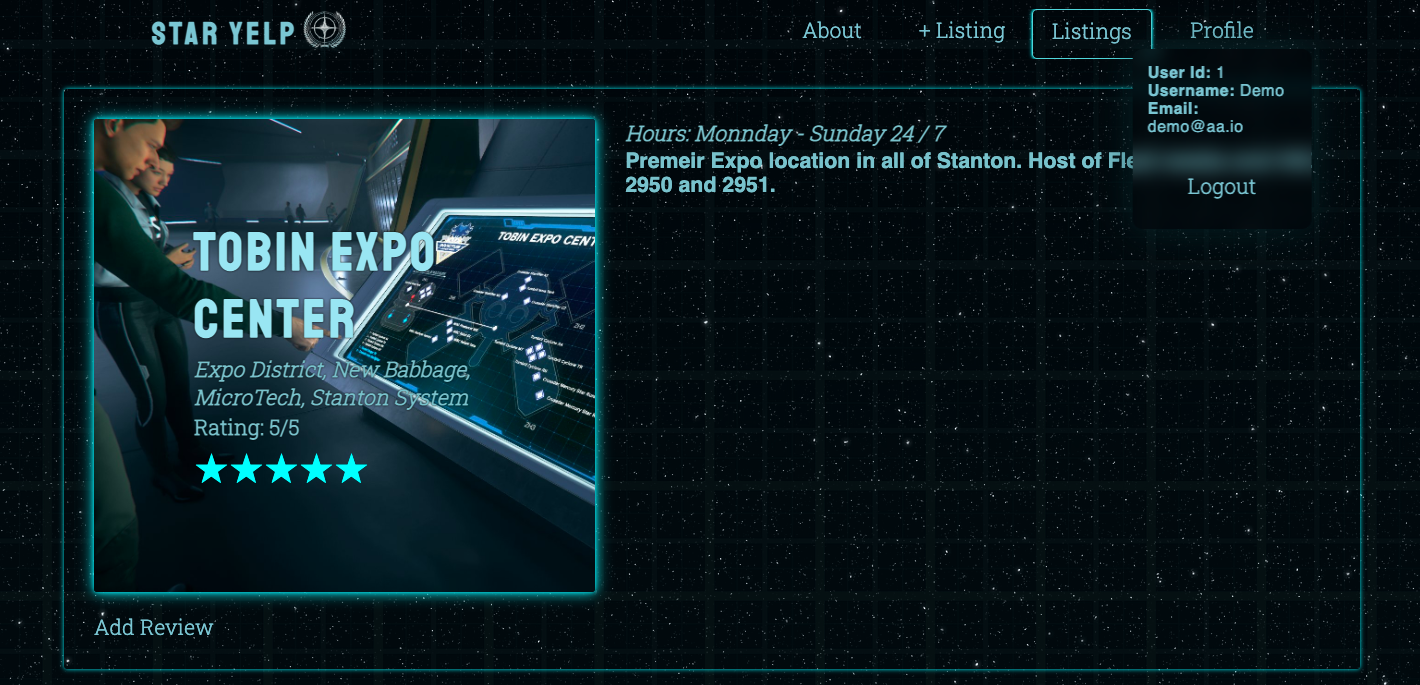 STAR YELP
About
+ Listing
Listings
Profile
User Id: 1
Username: Demo
Email:
demo@aa.io
Logout
Hours: Monnday - Sunday 24 / 7
Premeir Expo location in all of Stanton. Host of
2950 and 2951.
TOBIN EXPO CENT
TOBIN EXPO
CENTER
Expo District, New Babbage,
MicroTech, Stanton System
Rating: 5/5
Add Review